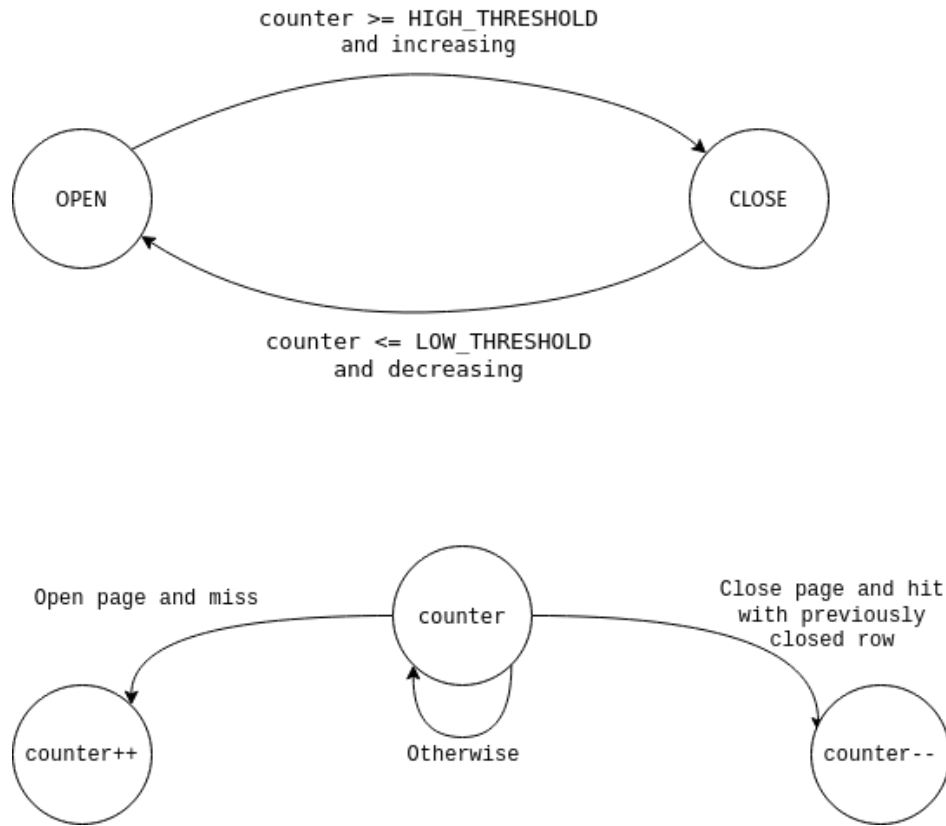 counter >= HIGH_THRESHOLD
and increasing
OPEN
CLOSE
counter <= LOW_THRESHOLD
and decreasing
Open page and miss
counter
Close page and hit
with previously
closed row
counter++
Otherwise
counter--